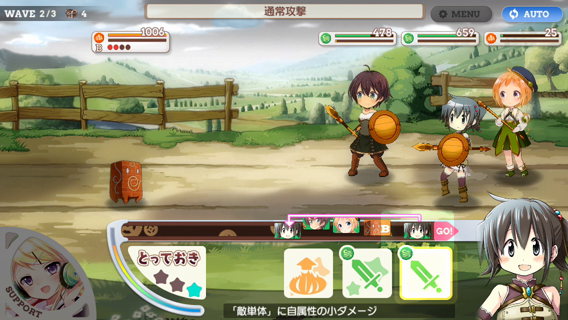 WAVE 2/3 4
通常攻撃
MENU
AUTO
1006
B
478
659
25
B
GO!
とっておき
SUPPORT
「敵単体」に自属性の小ダメージ